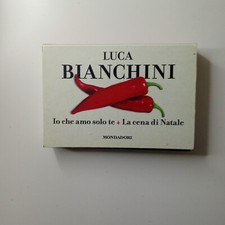 LUCA
BIANCHINI
Io che amo solo te + La cena di Natale
MONDADORI